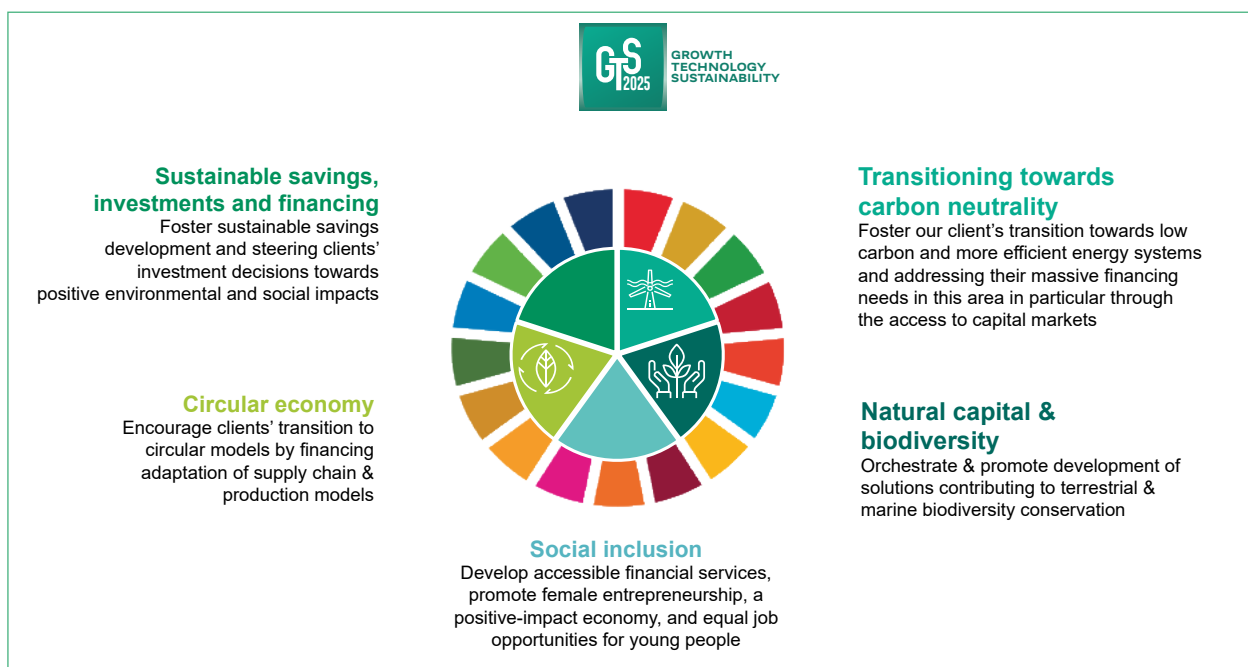 GTS
2025
GROWTH
TECHNOLOGY
SUSTAINABILITY
Sustainable savings,
investments and financing
Foster sustainable savings
development and steering clients’
investment decisions towards
positive environmental and social impacts
Transitioning towards
carbon neutrality
Foster our client’s transition towards low
carbon and more efficient energy systems
and addressing their massive financing
needs in this area in particular through
the access to capital markets
Circular economy
Encourage clients’ transition to
circular models by financing
adaptation of supply chain &
production models
Natural capital &
biodiversity
Orchestrate & promote development of
solutions contributing to terrestrial &
marine biodiversity conservation
Social inclusion
Develop accessible financial services,
promote female entrepreneurship, a
positive-impact economy, and equal job
opportunities for young people